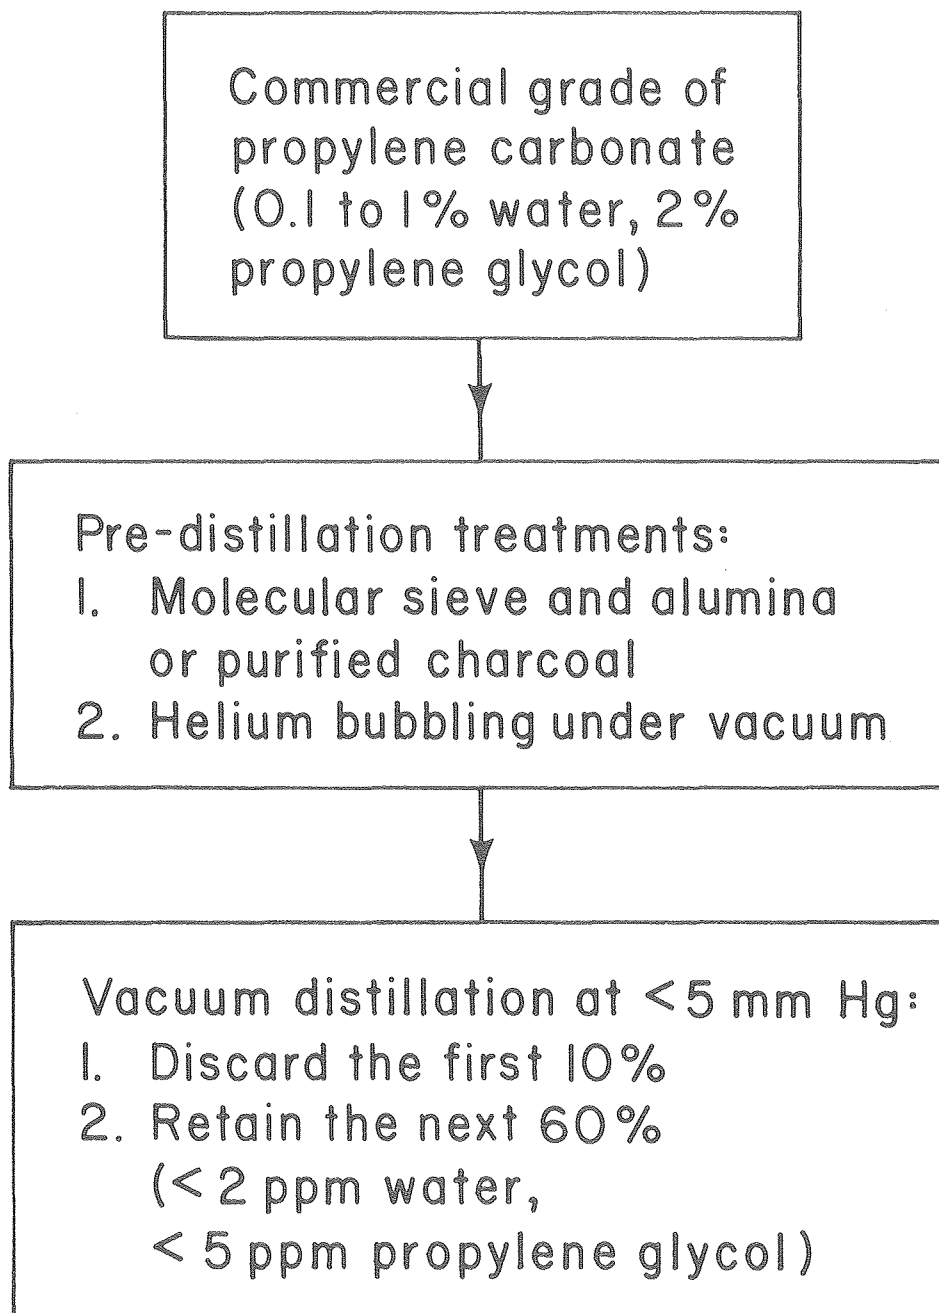 Commercial grade of
propylene carbonate
(0.1 to 1% water, 2%
propylene glycol)
Pre-distillation treatments:
1. Molecular sieve and alumina
or purified charcoal
2. Helium bubbling under vacuum
Vacuum distillation at <5 mm Hg:
1. Discard the first 10%
2. Retain the next 60%
(<2 ppm water,
<5 ppm propylene glycol)